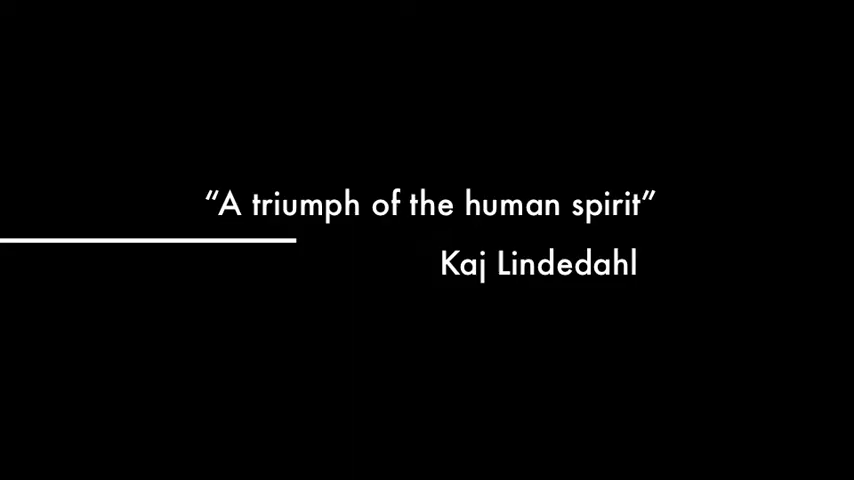 “A triumph of the human spirit”
Kaj Lindedahl